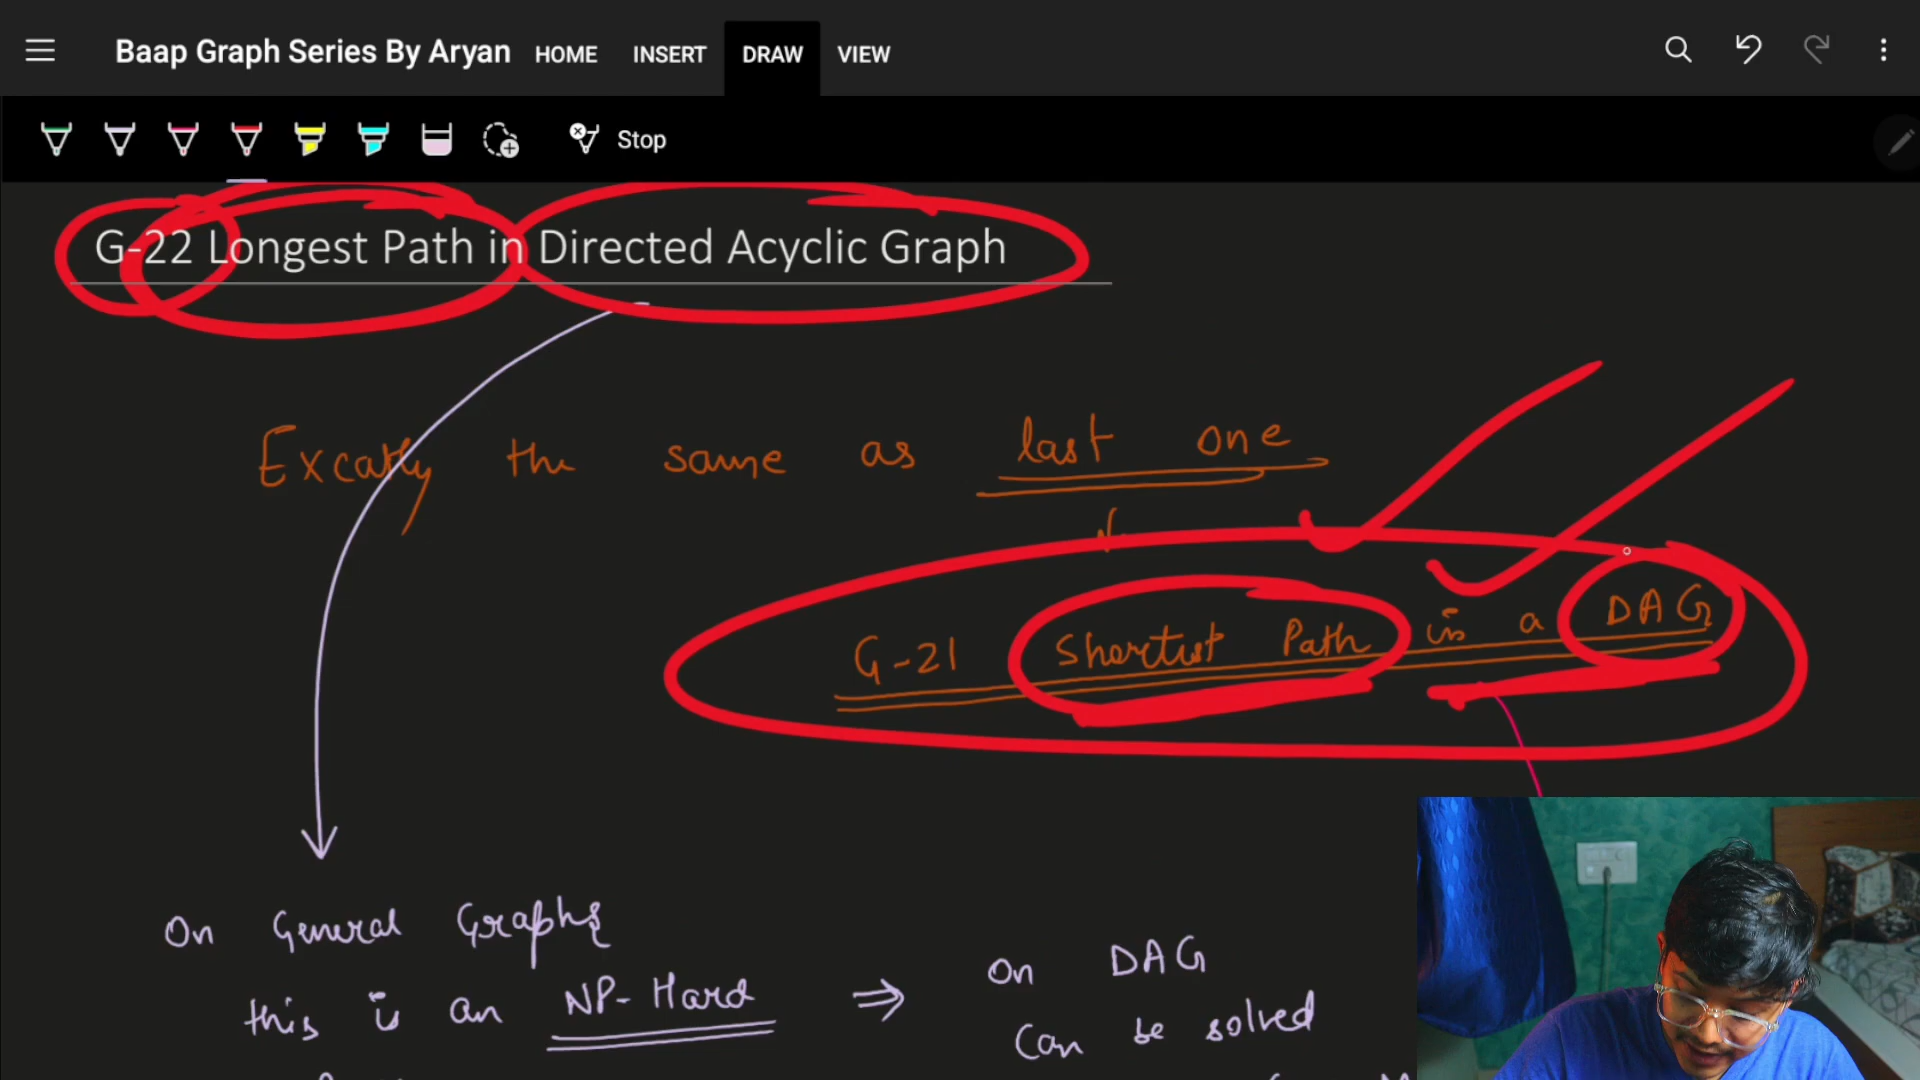 Baap Graph Series By Aryan HOME INSERT DRAW VIEW
Stop
G-22 Longest Path in Directed Acyclic Graph
Excatly the same as last one
G-21 Shortest Path in a DAG
On General Graphs
this is an NP-Hard ⇒
On DAG
Can be solved